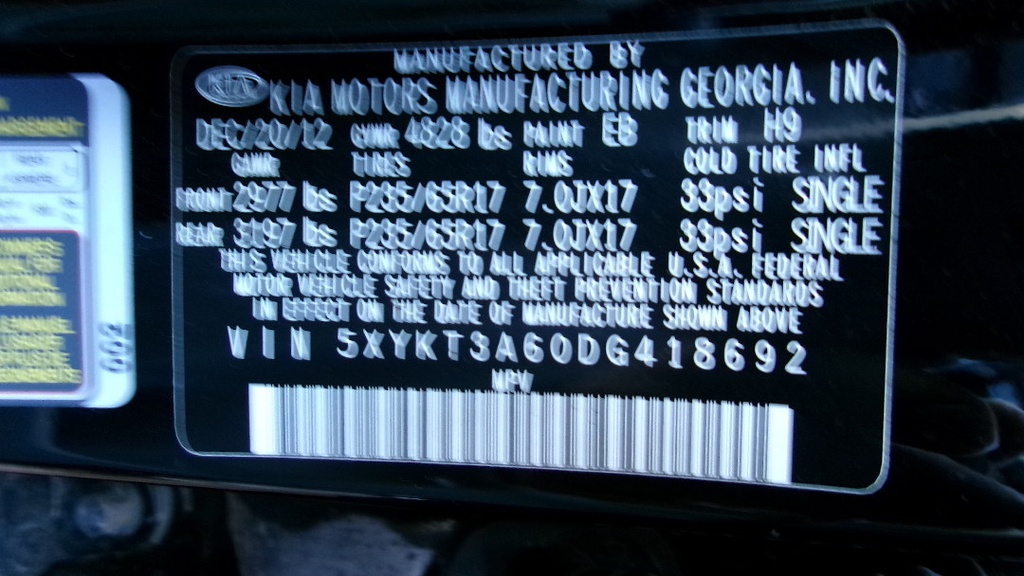 MANUFACTURED BY
KIA KIA MOTORS MANUFACTURING GEORGIA, INC.
DEC/20/12 GVWR 4828 lbs PAINT EB TRIM H9
GAWR TIRES RIMS COLD TIRE INFL
FRONT 2977 lbs P235/65R17 7.0JX17 33psi SINGLE
REAR 3197 lbs P235/65R17 7.0JX17 33psi SINGLE
THIS VEHICLE CONFORMS TO ALL APPLICABLE U.S.A. FEDERAL
MOTOR VEHICLE SAFETY AND THEFT PREVENTION STANDARDS
IN EFFECT ON THE DATE OF MANUFACTURE SHOWN ABOVE
VIN 5XYKT3A60DG418692
MPV